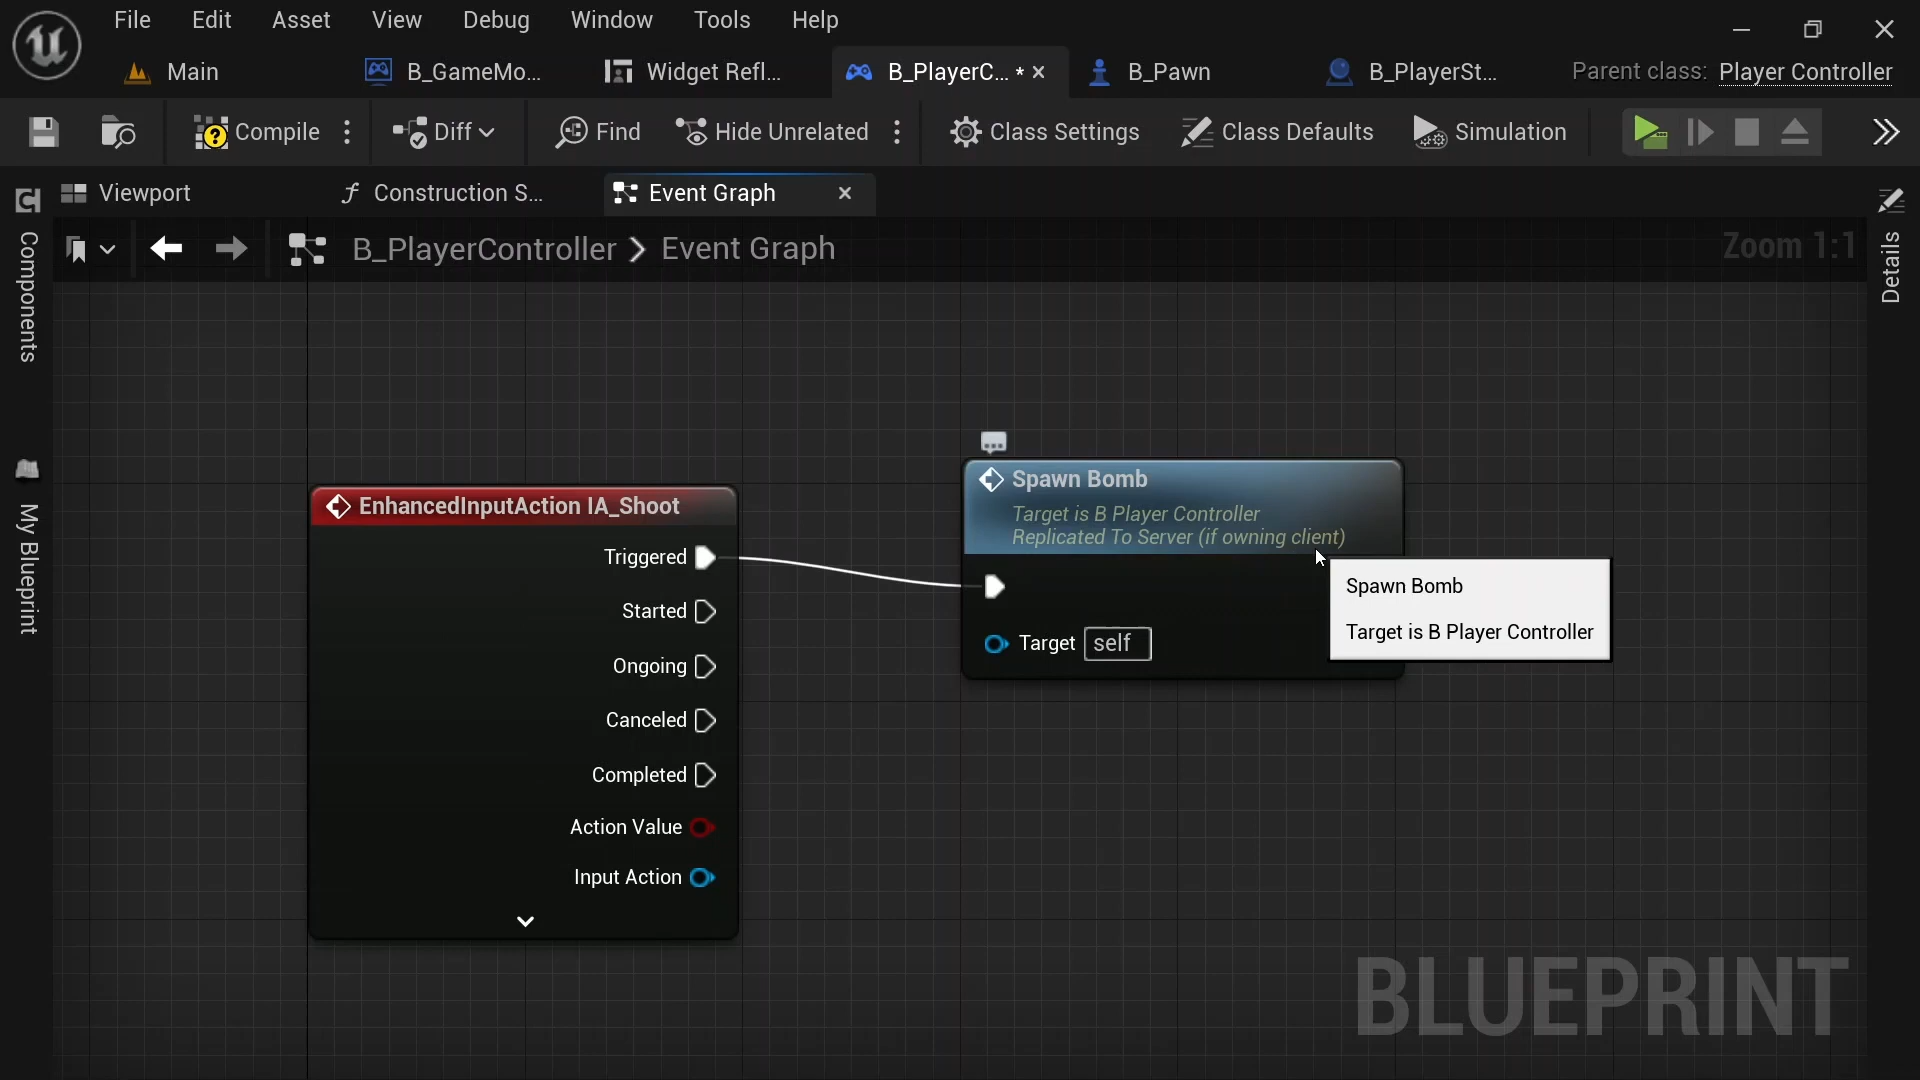 File Edit Asset View Debug Window Tools Help
Main B_GameMo... Widget Refl... B_PlayerC... * B_Pawn B_PlayerSt... Parent class: Player Controller
Compile Diff Find Hide Unrelated Class Settings Class Defaults Simulation
Viewport Construction S... Event Graph
B_PlayerController > Event Graph Zoom 1:1
Components
My Blueprint
Details
EnhancedInputAction IA_Shoot
Triggered
Started
Ongoing
Canceled
Completed
Action Value
Input Action
Spawn Bomb
Target is B Player Controller
Replicated To Server (if owning client)
Target self
Spawn Bomb
Target is B Player Controller
BLUEPRINT